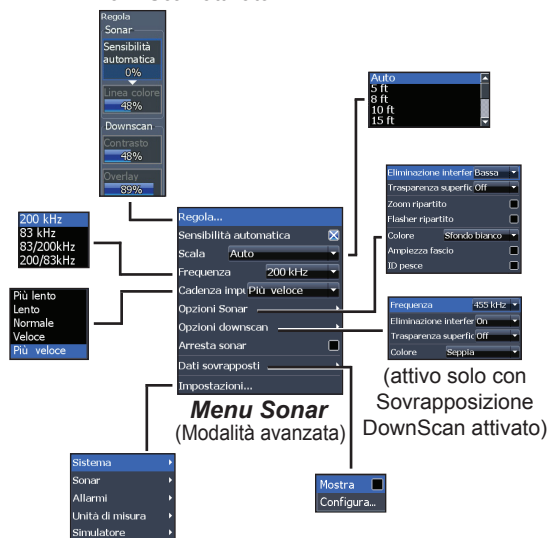 Regola
Sonar
Sensibilità
automatica
0%
Linea colore
48%
Downscan
Contrasto
48%
Overlay
89%
Auto
5 ft
8 ft
10 ft
15 ft
Eliminazione interfer Bassa
Trasparenza superfic Off
Zoom ripartito
Flasher ripartito
Colore Sfondo bianco
Ampiezza fascio
ID pesce
200 kHz
83 kHz
83/200kHz
200/83kHz
Regola...
Sensibilità automatica
Scala Auto
Frequenza 200 kHz
Cadenza impu Più veloce
Opzioni Sonar
Opzioni downscan
Arresta sonar
Dati sovrapposti
Impostazioni...
Più lento
Lento
Normale
Veloce
Più veloce
Frequenza 455 kHz
Eliminazione interfer On
Trasparenza superfic Off
Colore Seppia
(attivo solo con
Sovrapposizione
DownScan attivato)
Menu Sonar
(Modalità avanzata)
Sistema
Sonar
Allarmi
Unità di misura
Simulatore
Mostra
Configura...